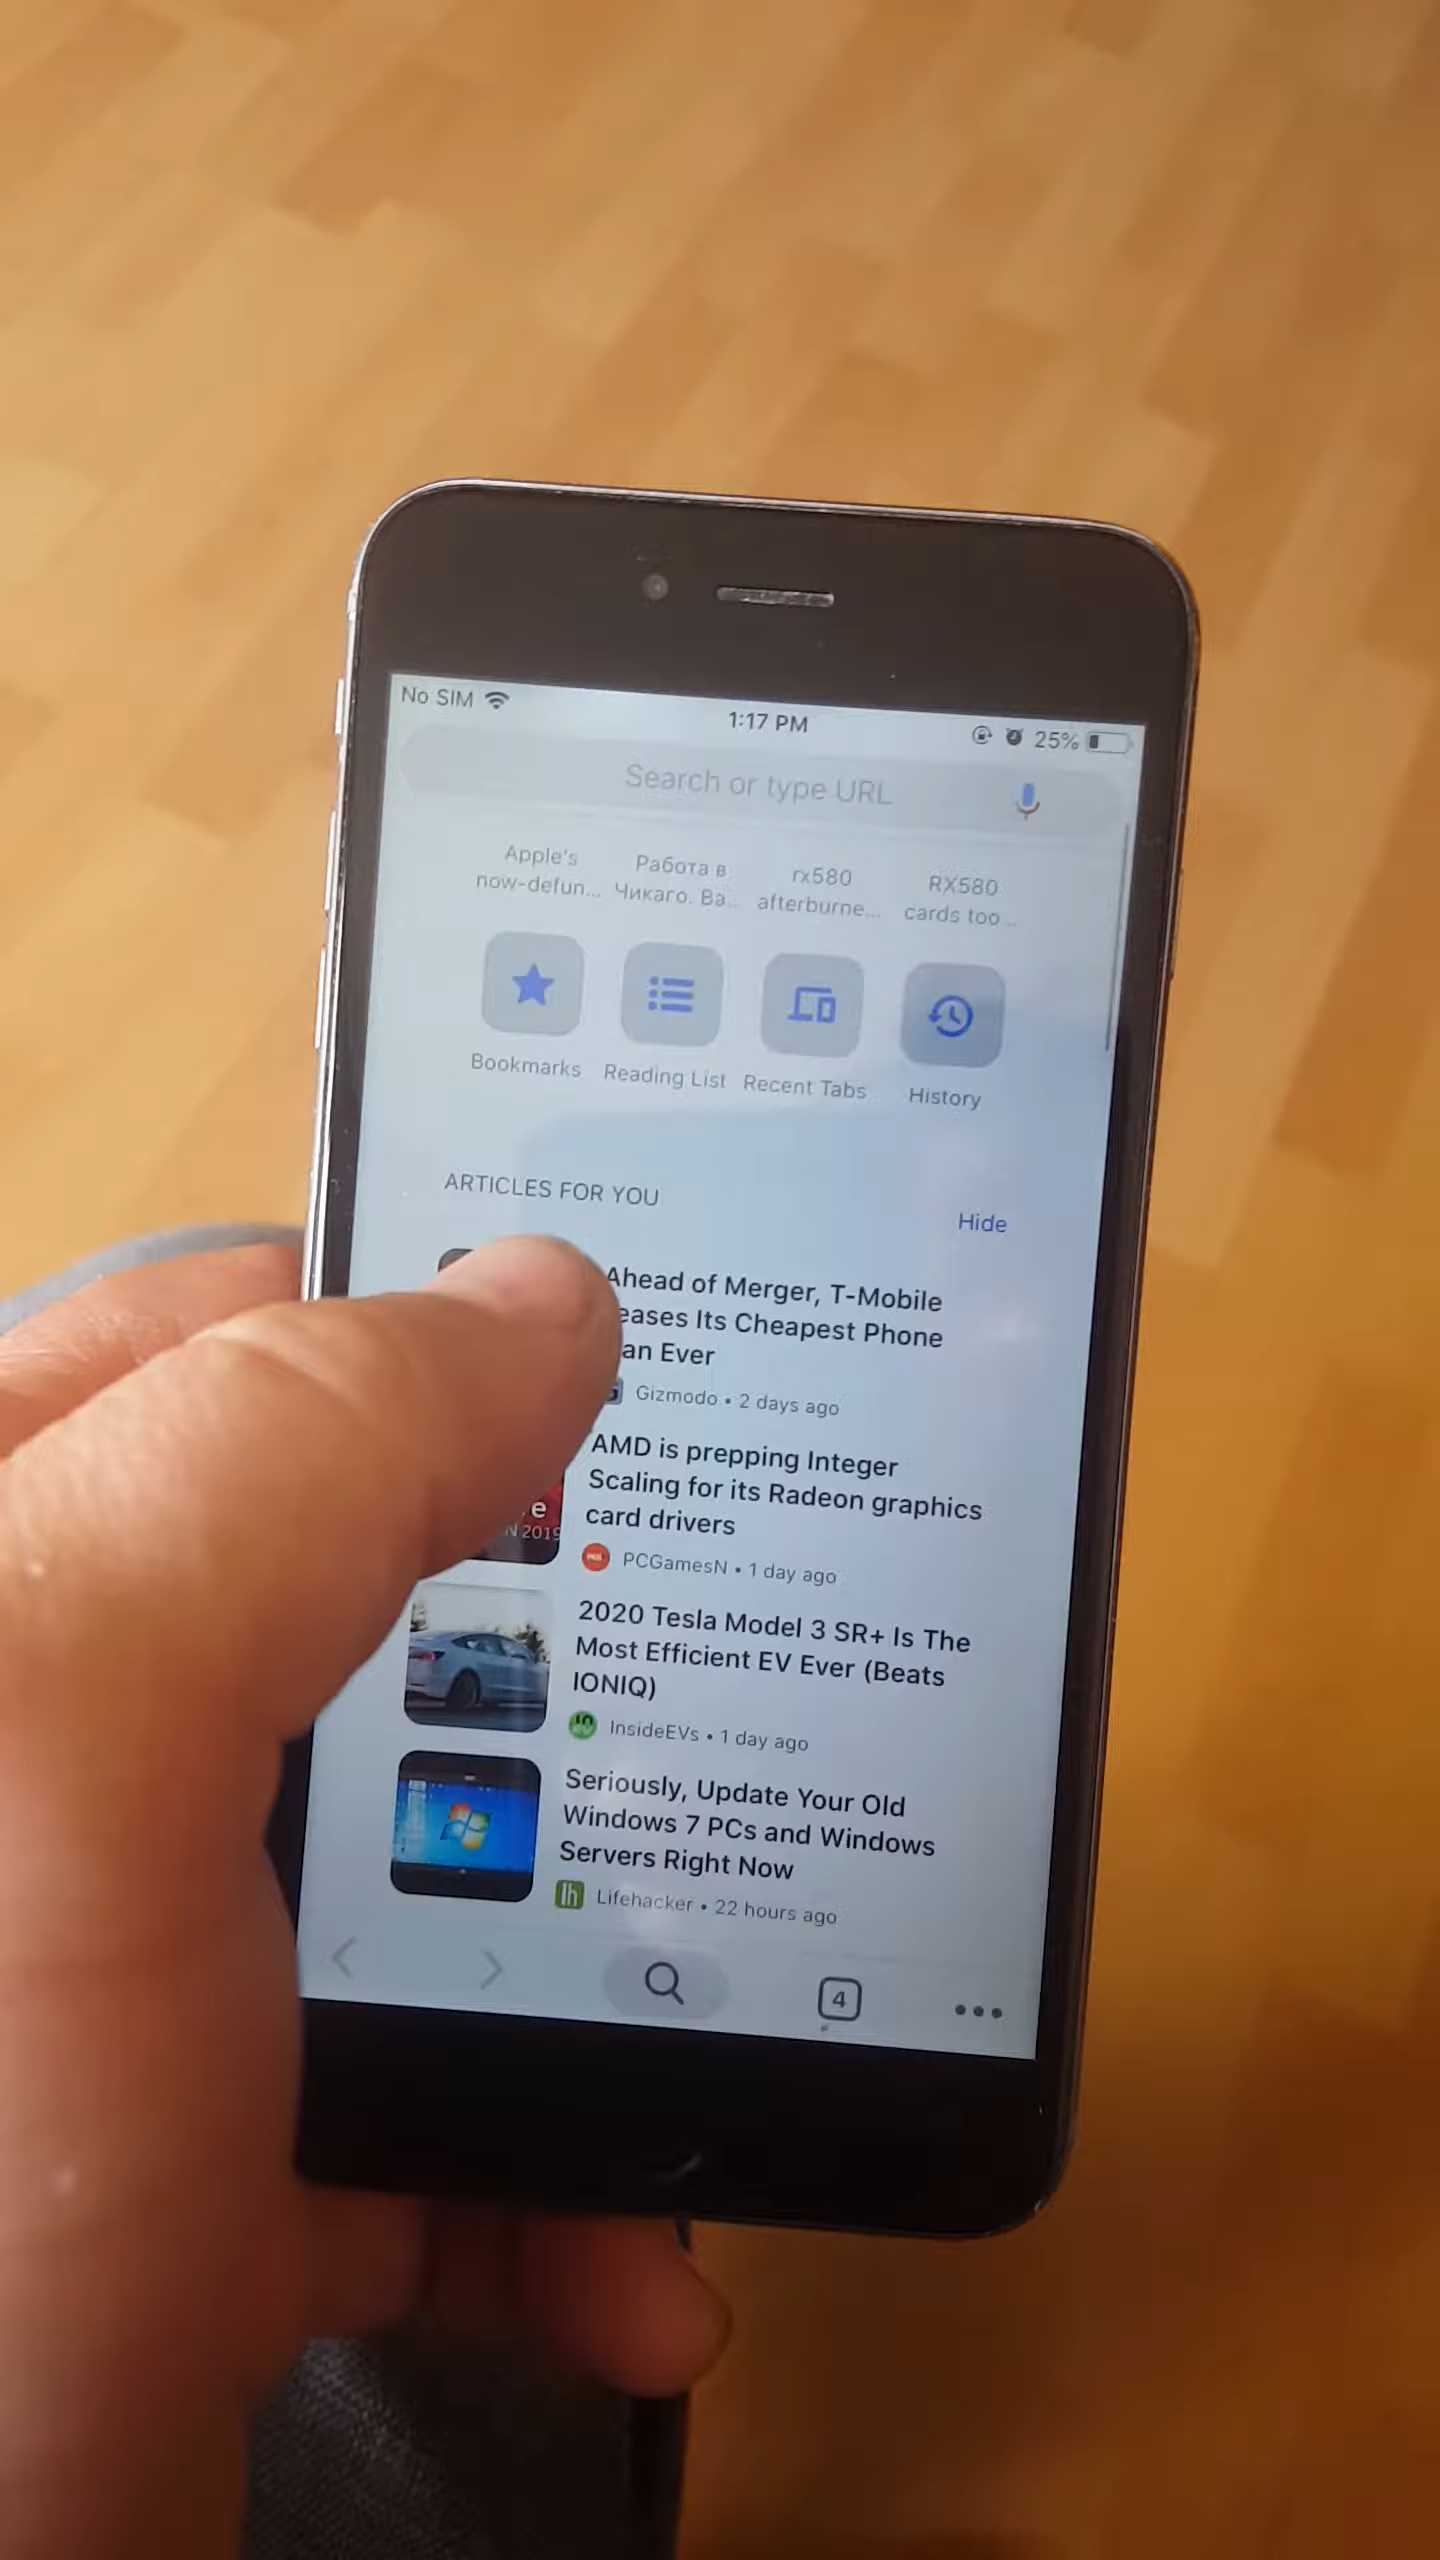 No SIM
1:17 PM
25%
Search or type URL
Apple's
now-defun...
Работа в
Чикаго. Ва...
rx580
afterburne...
RX580
cards too...
Bookmarks
Reading List
Recent Tabs
History
ARTICLES FOR YOU
Hide
Ahead of Merger, T-Mobile
eases Its Cheapest Phone
an Ever
Gizmodo • 2 days ago
AMD is prepping Integer
Scaling for its Radeon graphics
card drivers
PCGamesN • 1 day ago
e
N 2019
2020 Tesla Model 3 SR+ Is The
Most Efficient EV Ever (Beats
IONIQ)
InsideEVs • 1 day ago
Seriously, Update Your Old
Windows 7 PCs and Windows
Servers Right Now
lh Lifehacker • 22 hours ago
4